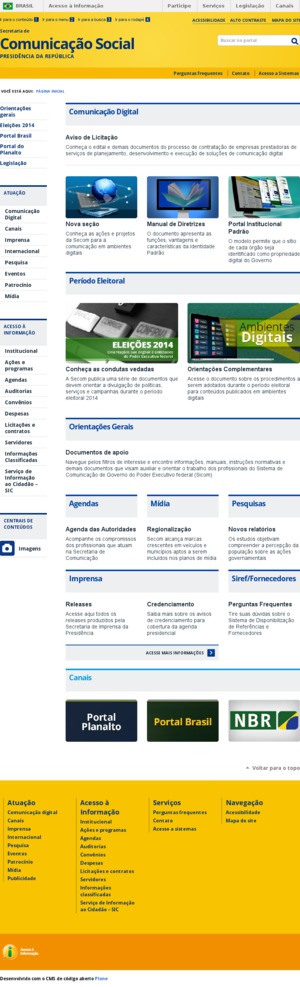 BRASIL Acesso à informação Participe Serviços Legislação Canais
Ir para o conteúdo 1 Ir para o menu 2 Ir para a busca 3 Ir para o rodapé 4 ACESSIBILIDADE ALTO CONTRASTE MAPA DO SITE
Secretaria de
Comunicação Social
PRESIDÊNCIA DA REPÚBLICA
Buscar no portal
Perguntas frequentes Contato Acesso a Sistemas
VOCÊ ESTÁ AQUI: PÁGINA INICIAL
Orientações gerais
Eleições 2014
Portal Brasil
Portal do Planalto
Legislação
ATUAÇÃO
Comunicação Digital
Canais
Imprensa
Internacional
Pesquisa
Eventos
Patrocínio
Mídia
ACESSO À INFORMAÇÃO
Institucional
Ações e programas
Agendas
Auditorias
Convênios
Despesas
Licitações e contratos
Servidores
Informações Classificadas
Serviço de Informação ao Cidadão – SIC
CENTRAIS DE CONTEÚDOS
Imagens
Comunicação Digital
Aviso de Licitação
Conheça o edital e demais documentos do processo de contratação de empresas prestadoras de
serviços de planejamento, desenvolvimento e execução de soluções de comunicação digital
Nova seção
Conheça as ações e projetos
da Secom para a
comunicação em ambientes
digitais
Manual de Diretrizes
O documento apresenta as
funções, vantagens e
características da identidade
Padrão
Portal Institucional
Padrão
O modelo permite que o site
de cada órgão seja
identificado como propriedade
digital do Governo
Período Eleitoral
ELEIÇÕES 2014
Ambientes
Digitais
Conheça as condutas vedadas
A Secom publica uma série de documentos que
devem orientar a divulgação de políticas,
serviços e campanhas durante o período
eleitoral 2014
Orientações Complementares
Acesse o documento sobre os procedimentos a
serem adotados durante o período eleitoral
para conteúdos publicados em ambientes
digitais
Orientações Gerais
Documentos de apoio
Navegue pelos filtros de interesse e encontre informações, manuais, instruções normativas e
demais documentos que visam auxiliar e orientar o trabalho dos profissionais do Sistema de
Comunicação de Governo do Poder Executivo federal (Sicom)
Agendas
Agenda das Autoridades
Acompanhe os compromissos
dos profissionais que atuam
na Secretaria de
Comunicação
Mídia
Regionalização
Secom alcança marcas
crescentes em veículos e
municípios aptos a serem
incluídos nos planos de mídia
Pesquisas
Novos relatórios
Os estudos objetivam
compreender a percepção da
população sobre as ações
governamentais
Imprensa
Releases
Acesse aqui todos os
releases produzidos pela
Secretaria de Imprensa da
Presidência
Credenciamento
Saiba mais sobre os avisos
de credenciamento para
cobertura da agenda
presidencial
ACESSE MAIS INFORMAÇÕES
Siref/Fornecedores
Perguntas Frequentes
Tire suas dúvidas sobre o
Sistema de Disponibilização
de Referências e
Fornecedores
Canais
Portal
Planalto
Portal Brasil
NBR
Voltar para o topo
Atuação
Comunicação digital
Canais
Imprensa
Internacional
Pesquisa
Eventos
Patrocínio
Mídia
Publicidade
Acesso à
Informação
Institucional
Ações e programas
Agendas
Auditorias
Convênios
Despesas
Licitações e contratos
Servidores
Informações
classificadas
Serviço de Informação
ao Cidadão – SIC
Serviços
Perguntas frequentes
Contato
Acesse a sistemas
Navegação
Acessibilidade
Mapa do site
Acesso à
Informação
Desenvolvido com o CMS de código aberto Plone